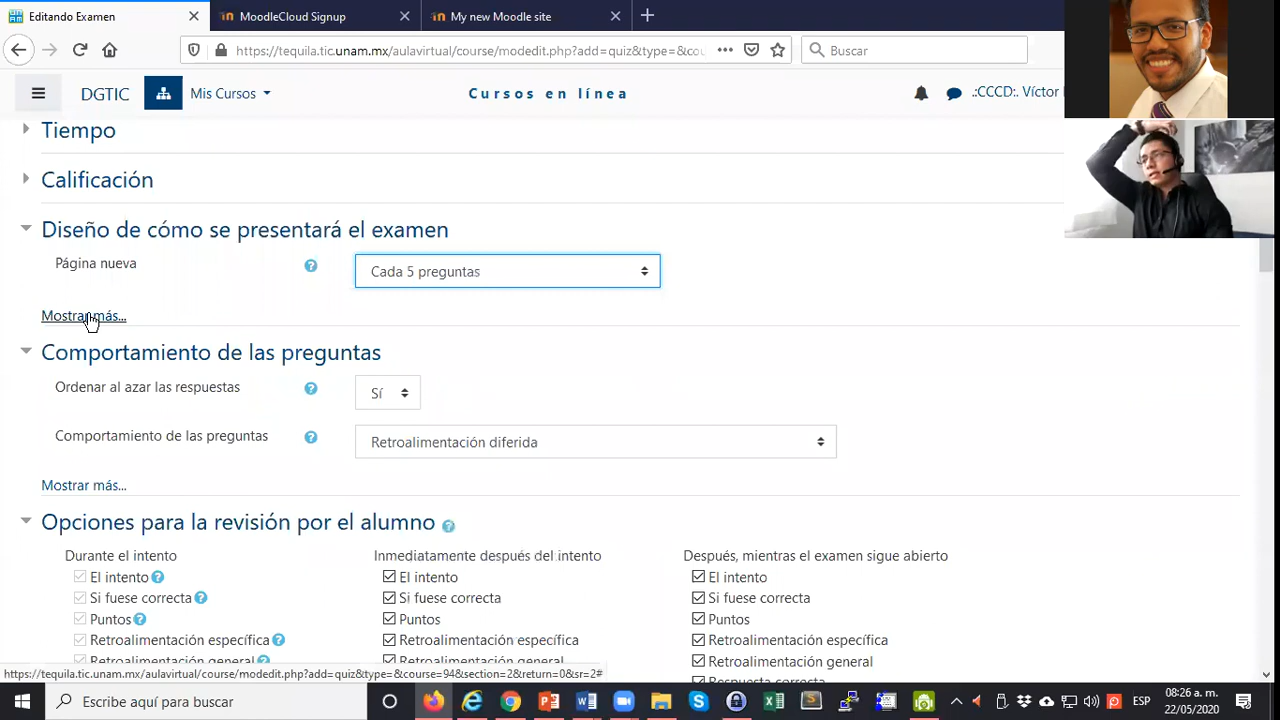 Editando Examen
MoodleCloud Signup
My new Moodle site
https://tequila.tic.unam.mx/aulavirtual/course/modedit.php?add=quiz&type=&cou
Buscar
DGTIC
Mis Cursos
Cursos en línea
.:CCCD:. Víctor
Tiempo
Calificación
Diseño de cómo se presentará el examen
Página nueva
Cada 5 preguntas
Mostrar más...
Comportamiento de las preguntas
Ordenar al azar las respuestas
Sí
Comportamiento de las preguntas
Retroalimentación diferida
Mostrar más...
Opciones para la revisión por el alumno
Durante el intento
Inmediatamente después del intento
Después, mientras el examen sigue abierto
El intento
El intento
El intento
Si fuese correcta
Si fuese correcta
Si fuese correcta
Puntos
Puntos
Puntos
Retroalimentación específica
Retroalimentación específica
Retroalimentación específica
Retroalimentación general
Retroalimentación general
Retroalimentación general
Respuesta correcta
https://tequila.tic.unam.mx/aulavirtual/course/modedit.php?add=quiz&type=&course=94&section=2&return=0&sr=2#
Escribe aquí para buscar
ESP
08:26 a. m.
22/05/2020